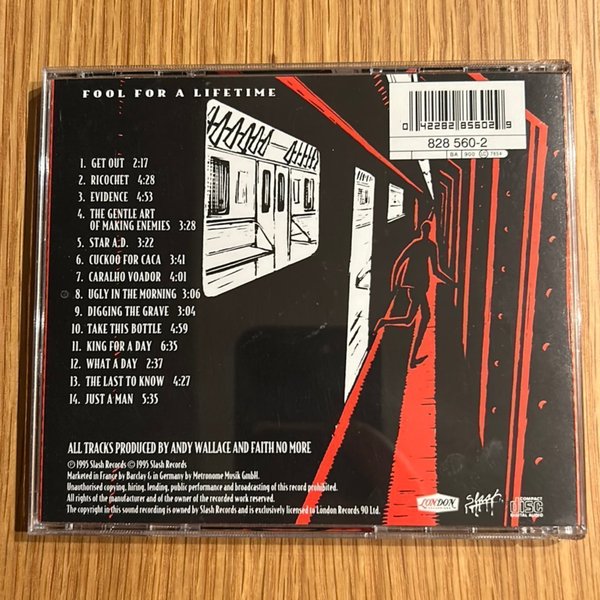 FOOL FOR A LIFETIME
0 42282 85602 9
828 560-2
BA 900 LC 7654
1. GET OUT 2:17
2. RICOCHET 4:28
3. EVIDENCE 4:53
4. THE GENTLE ART
OF MAKING ENEMIES 3:28
5. STAR A.D. 3:22
6. CUCKOO FOR CACA 3:41
7. CARALHO VOADOR 4:01
8. UGLY IN THE MORNING 3:06
9. DIGGING THE GRAVE 3:04
10. TAKE THIS BOTTLE 4:59
11. KING FOR A DAY 6:35
12. WHAT A DAY 2:37
13. THE LAST TO KNOW 4:27
14. JUST A MAN 5:35
ALL TRACKS PRODUCED BY ANDY WALLACE AND FAITH NO MORE
℗ 1995 Slash Records © 1995 Slash Records
Marketed in France by Barclay & in Germany by Metronome Musik GmbH.
Unauthorised copying, hiring, lending, public performance and broadcasting of this record prohibited.
All rights of the manufacturer and of the owner of the recorded work reserved.
The copyright in this sound recording is owned by Slash Records and is exclusively licensed to London Records 90 Ltd.
LONDON
Slash
COMPACT
disc
DIGITAL AUDIO